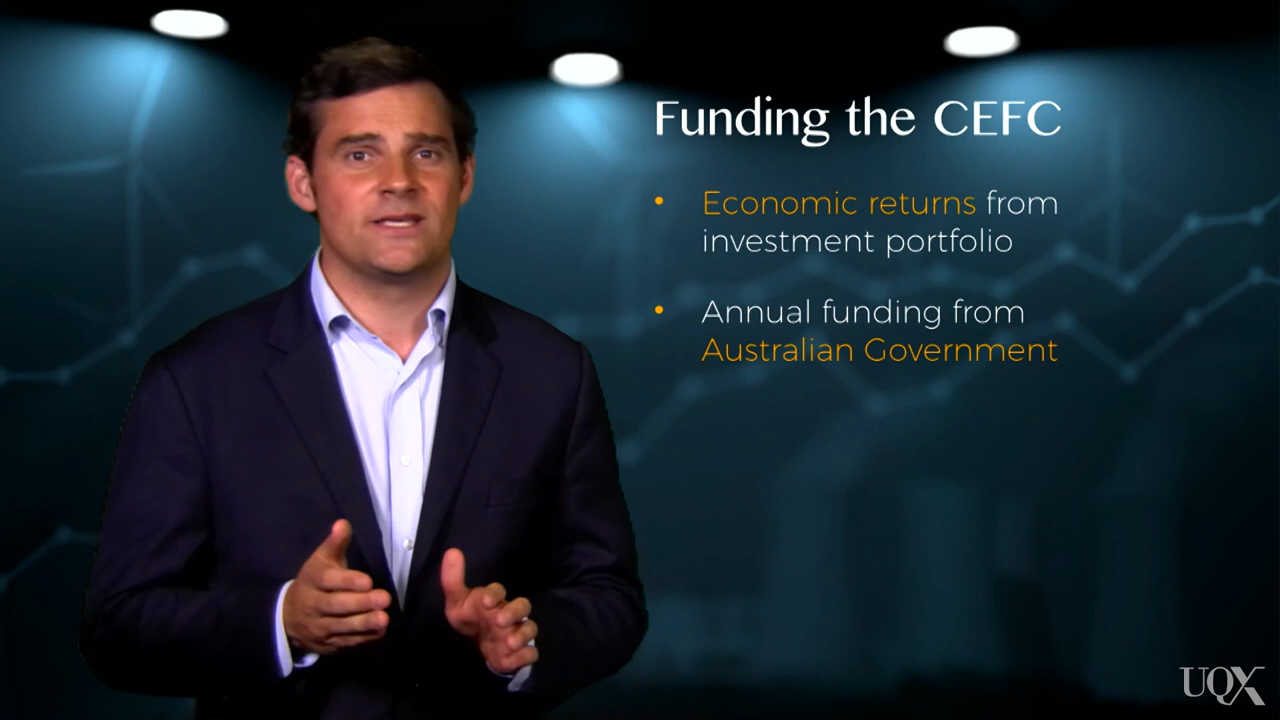 Funding the CEFC
• Economic returns from
investment portfolio
• Annual funding from
Australian Government
UQX